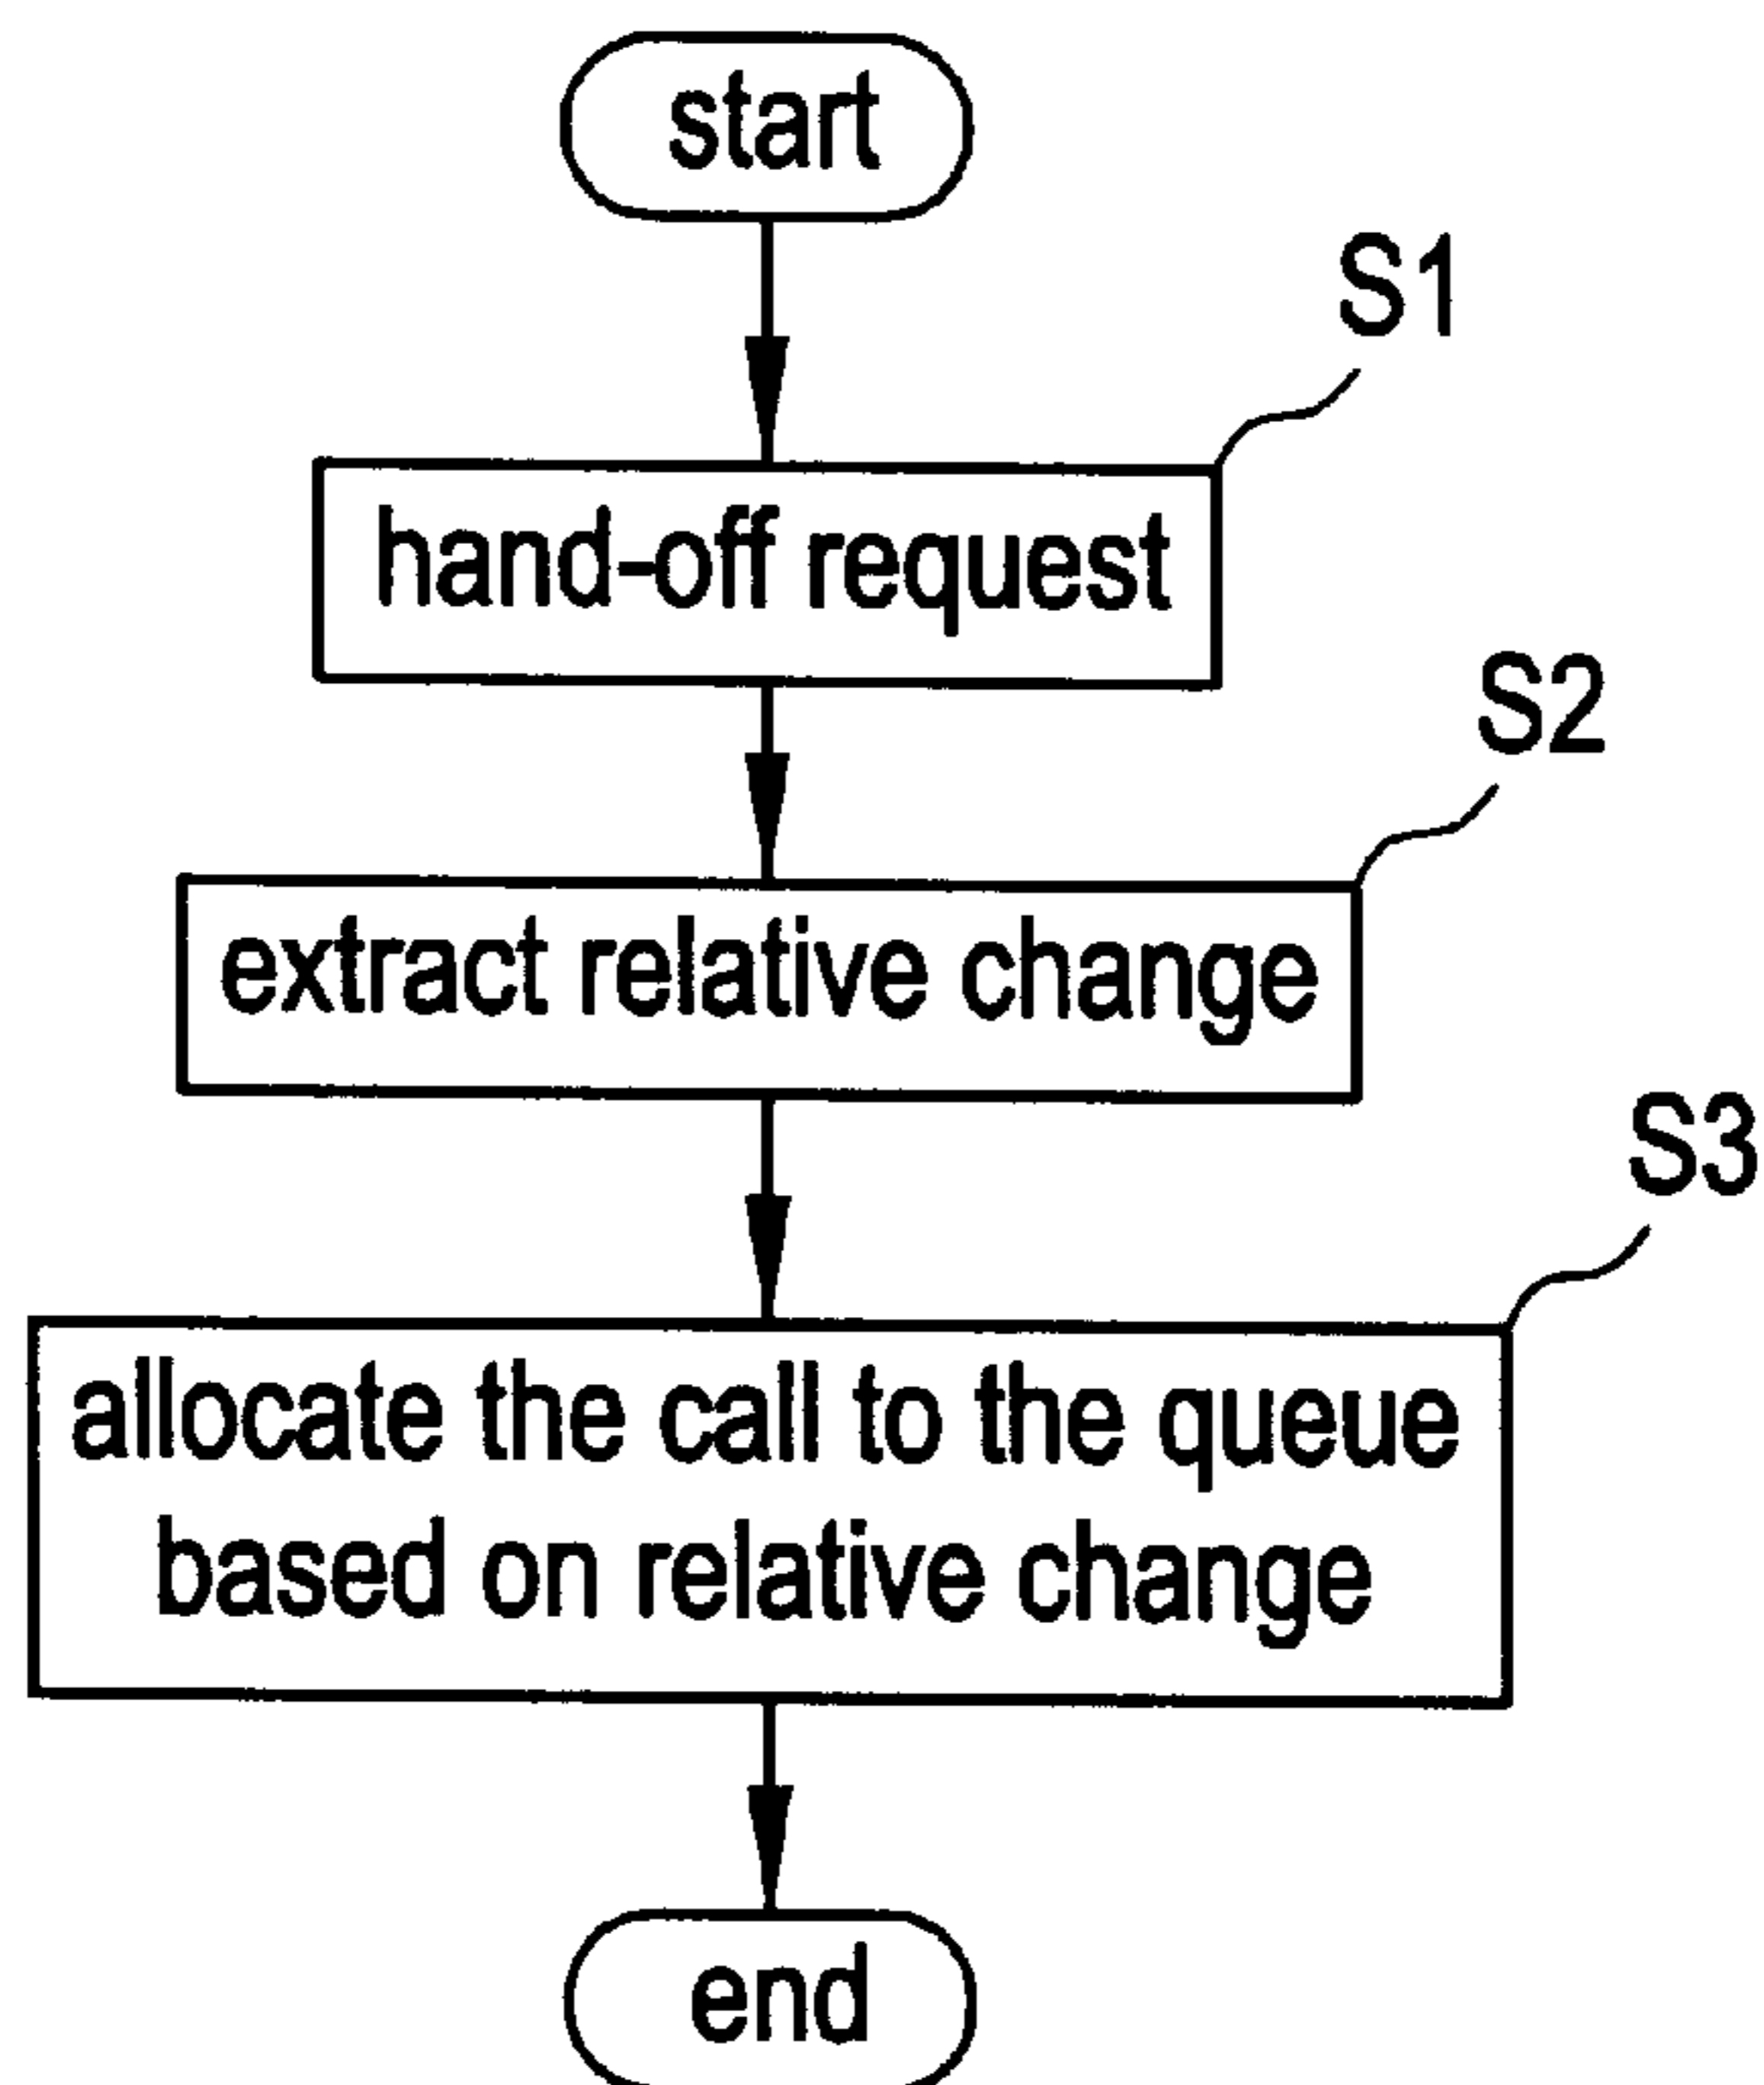 start
S1
hand-off request
S2
extract relative change
S3
allocate the call to the queue
based on relative change
end